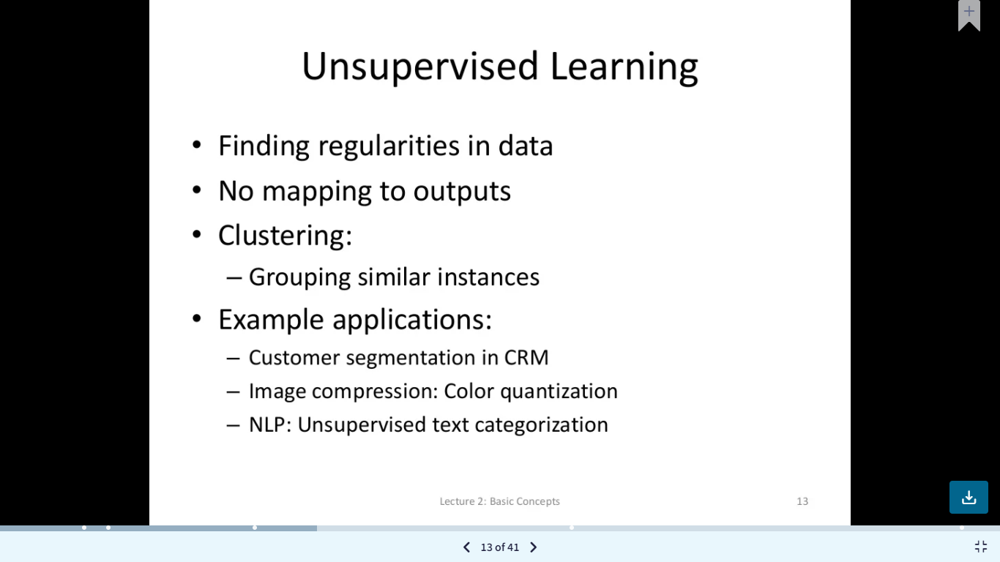 Unsupervised Learning
• Finding regularities in data
• No mapping to outputs
• Clustering:
– Grouping similar instances
• Example applications:
– Customer segmentation in CRM
– Image compression: Color quantization
– NLP: Unsupervised text categorization
Lecture 2: Basic Concepts
13
13 of 41